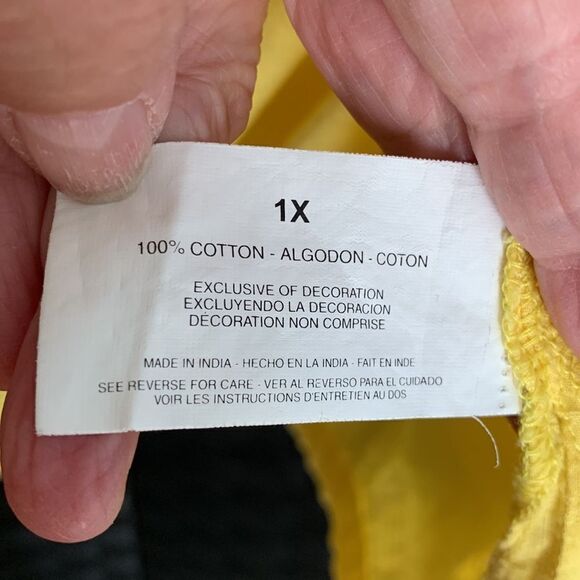 1X
100% COTTON - ALGODON - COTON
EXCLUSIVE OF DECORATION
EXCLUYENDO LA DECORACION
DÉCORATION NON COMPRISE
MADE IN INDIA - HECHO EN LA INDIA - FAIT EN INDE
SEE REVERSE FOR CARE - VER AL REVERSO PARA EL CUIDADO
VOIR LES INSTRUCTIONS D'ENTRETIEN AU DOS